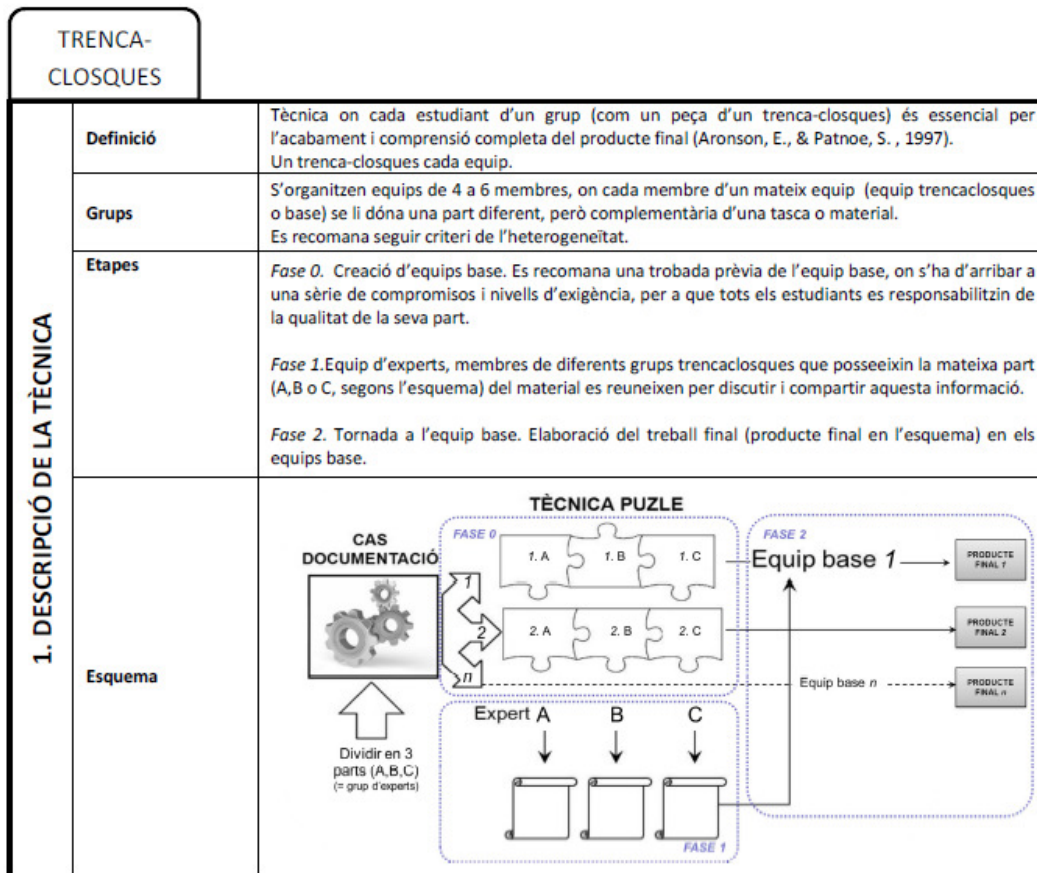 TRENCA-
CLOSQUES
1. DESCRIPCIÓ DE LA TÈCNICA
Definició
Tècnica on cada estudiant d'un grup (com un peça d'un trenca-closques) és essencial per
l'acabament i comprensió completa del producte final (Aronson, E., & Patnoe, S. , 1997).
Un trenca-closques cada equip.
Grups
S'organitzen equips de 4 a 6 membres, on cada membre d'un mateix equip (equip trencaclosques
o base) se li dóna una part diferent, però complementària d'una tasca o material.
Es recomana seguir criteri de l'heterogeneïtat.
Etapes
Fase 0. Creació d'equips base. Es recomana una trobada prèvia de l'equip base, on s'ha d'arribar a
una sèrie de compromisos i nivells d'exigència, per a que tots els estudiants es responsabilitzin de
la qualitat de la seva part.
Fase 1.Equip d'experts, membres de diferents grups trencaclosques que posseeixin la mateixa part
(A,B o C, segons l'esquema) del material es reuneixen per discutir i compartir aquesta informació.
Fase 2. Tornada a l'equip base. Elaboració del treball final (producte final en l'esquema) en els
equips base.
Esquema
TÈCNICA PUZLE
CAS
DOCUMENTACIÓ
FASE 0
1. A
1. B
1. C
1
2
n
2. A
2. B
2. C
FASE 2
Equip base 1
PRODUCTE
FINAL 1
PRODUCTE
FINAL 2
Equip base n
PRODUCTE
FINAL n
Dividir en 3
parts (A,B,C)
(= grup d'experts)
Expert A B C
FASE 1